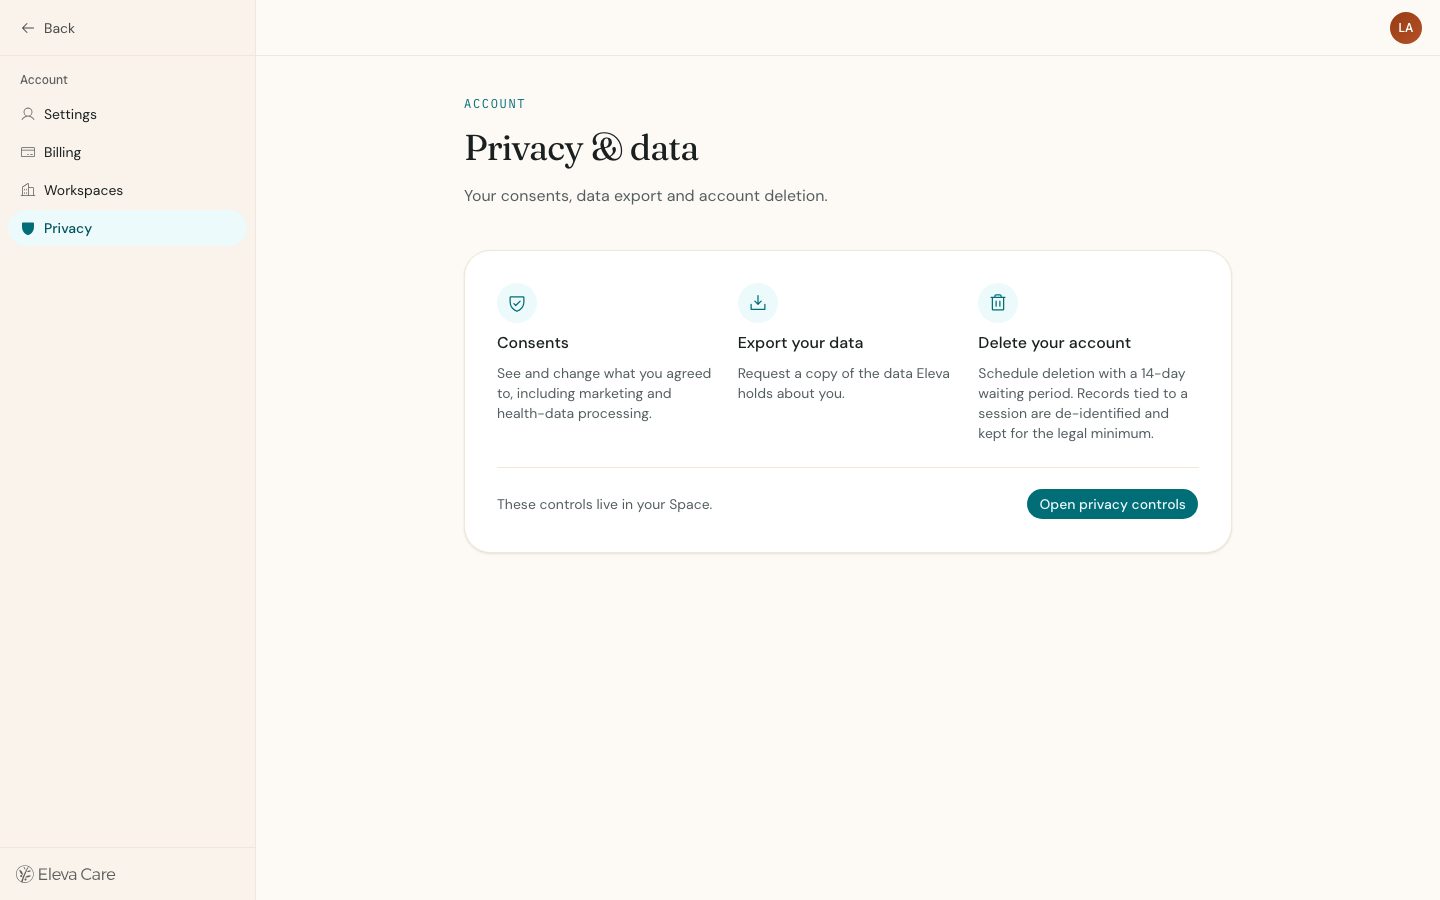 Back
LA
Account
Settings
Billing
Workspaces
Privacy
ACCOUNT
Privacy & data
Your consents, data export and account deletion.
Consents
See and change what you agreed
to, including marketing and
health-data processing.
Export your data
Request a copy of the data Eleva
holds about you.
Delete your account
Schedule deletion with a 14-day
waiting period. Records tied to a
session are de-identified and
kept for the legal minimum.
These controls live in your Space.
Open privacy controls
Eleva Care